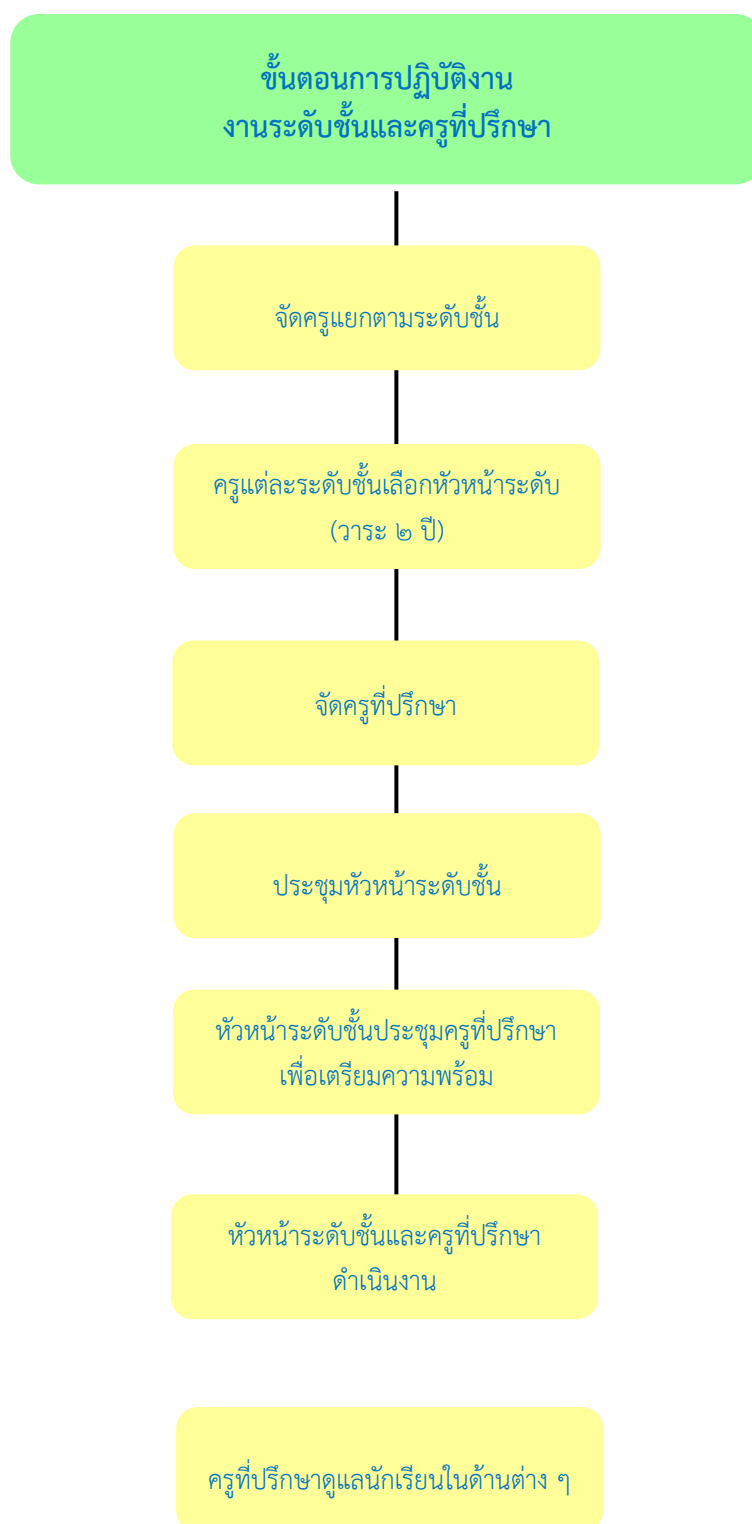 ขั้นตอนการปฏิบัติงาน
งานระดับชั้นและครูที่ปรึกษา
จัดครูแยกตามระดับชั้น
ครูแต่ละระดับชั้นเลือกหัวหน้าระดับ
(วาระ ๒ ปี)
จัดครูที่ปรึกษา
ประชุมหัวหน้าระดับชั้น
หัวหน้าระดับชั้นประชุมครูที่ปรึกษา
เพื่อเตรียมความพร้อม
หัวหน้าระดับชั้นและครูที่ปรึกษา
ดำเนินงาน
ครูที่ปรึกษาดูแลนักเรียนในด้านต่าง ๆ